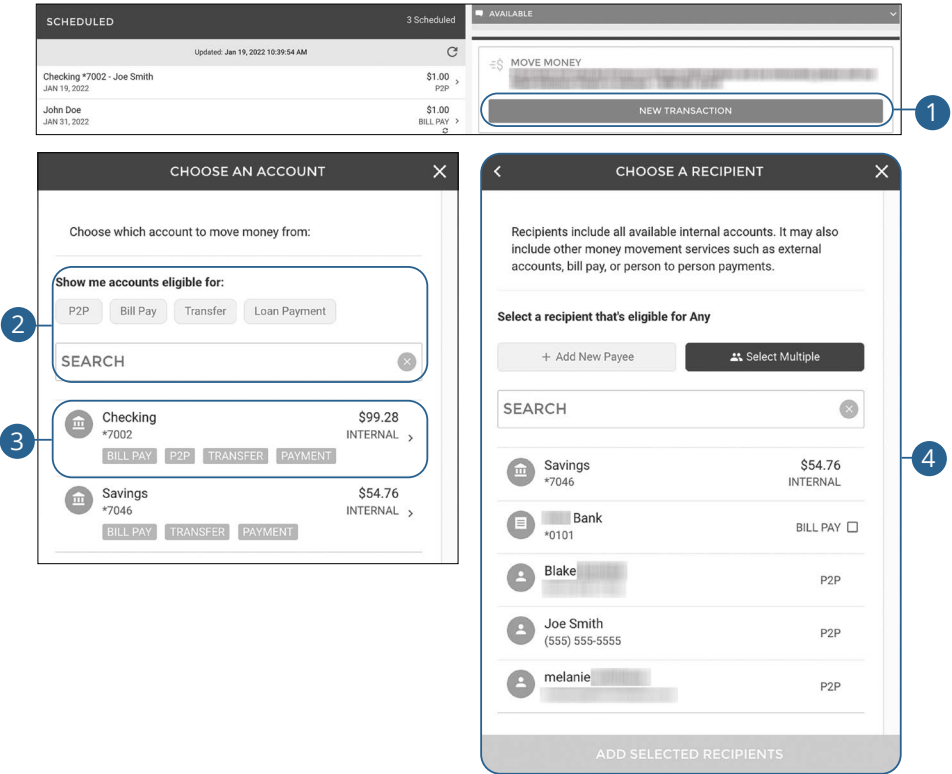 SCHEDULED
3 Scheduled
Updated: Jan 19, 2022 10:39:54 AM
Checking *7002 - Joe Smith
$1.00
JAN 19, 2022
P2P
John Doe
$1.00
JAN 31, 2022
BILL PAY
AVAILABLE
MOVE MONEY
NEW TRANSACTION
1
CHOOSE AN ACCOUNT
Choose which account to move money from:
Show me accounts eligible for:
P2P
Bill Pay
Transfer
Loan Payment
2
SEARCH
Checking
$99.28
*7002
INTERNAL
BILL PAY
P2P
TRANSFER
PAYMENT
3
Savings
$54.76
*7046
INTERNAL
BILL PAY
TRANSFER
PAYMENT
CHOOSE A RECIPIENT
Recipients include all available internal accounts. It may also
include other money movement services such as external
accounts, bill pay, or person to person payments.
Select a recipient that's eligible for Any
+ Add New Payee
Select Multiple
SEARCH
Savings
$54.76
*7046
INTERNAL
4
Bank
*0101
BILL PAY
Blake
P2P
Joe Smith
(555) 555-5555
P2P
melanie
P2P
ADD SELECTED RECIPIENTS